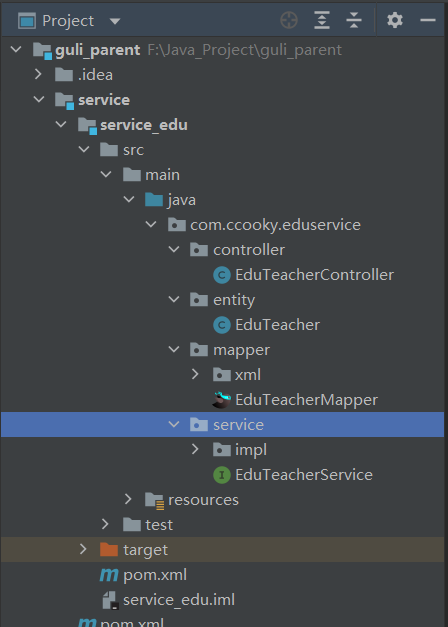 Project
guli_parent F:\Java_Project\guli_parent
.idea
service
service_edu
src
main
java
com.ccooky.eduservice
controller
EduTeacherController
entity
EduTeacher
mapper
xml
EduTeacherMapper
service
impl
EduTeacherService
resources
test
target
pom.xml
service_edu.iml
pom.xml